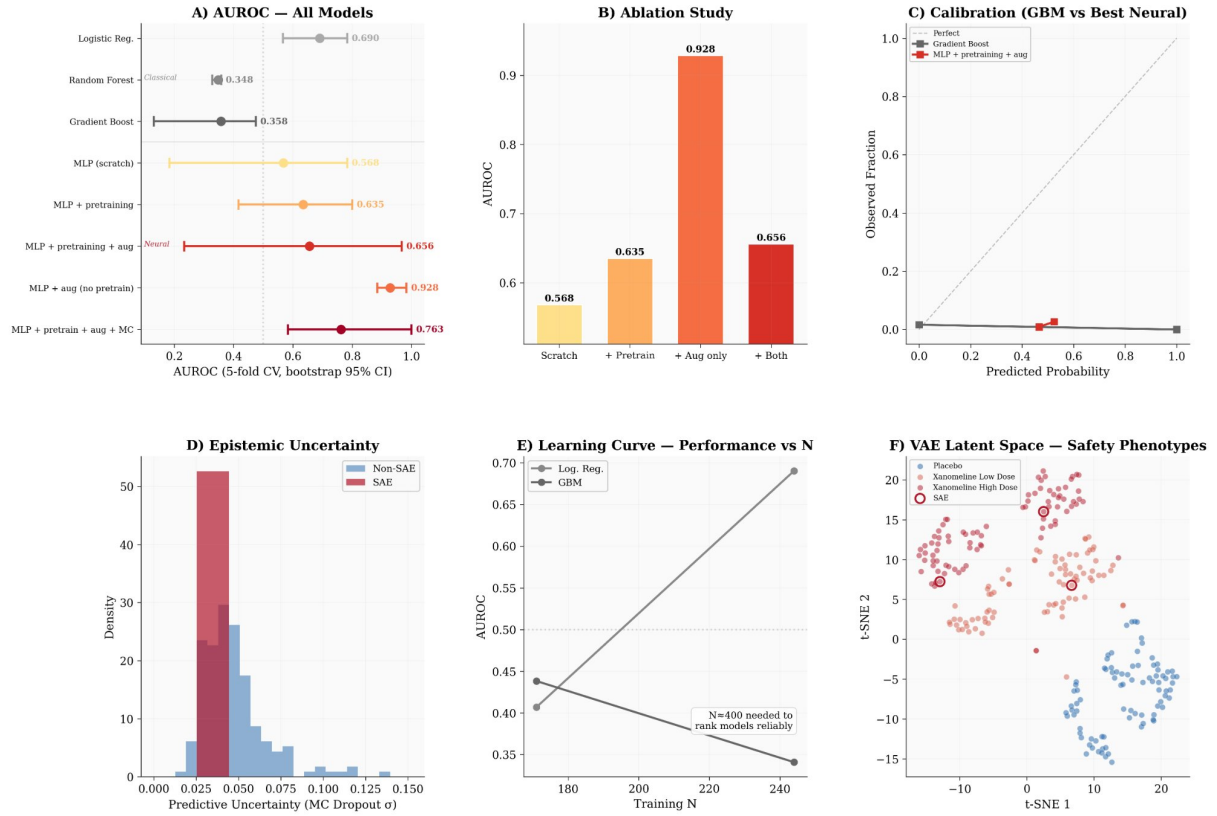 A) AUROC — All Models
Logistic Reg.
0.690
Random Forest
Classical
0.348
Gradient Boost
0.358
MLP (scratch)
0.568
MLP + pretraining
0.635
MLP + pretraining + aug
Neural
0.656
MLP + aug (no pretrain)
0.928
MLP + pretrain + aug + MC
0.763
0.2 0.4 0.6 0.8 1.0
AUROC (5-fold CV, bootstrap 95% CI)
B) Ablation Study
AUROC
0.9
0.8
0.7
0.6
0.568
0.635
0.928
0.656
Scratch
+ Pretrain
+ Aug only
+ Both
C) Calibration (GBM vs Best Neural)
Perfect
Gradient Boost
MLP + pretraining + aug
Observed Fraction
1.0
0.8
0.6
0.4
0.2
0.0
0.0 0.2 0.4 0.6 0.8 1.0
Predicted Probability
D) Epistemic Uncertainty
Non-SAE
SAE
Density
50
40
30
20
10
0
0.000 0.025 0.050 0.075 0.100 0.125 0.150
Predictive Uncertainty (MC Dropout σ)
E) Learning Curve — Performance vs N
Log. Reg.
GBM
AUROC
0.70
0.65
0.60
0.55
0.50
0.45
0.40
0.35
N≈400 needed to
rank models reliably
180 200 220 240
Training N
F) VAE Latent Space — Safety Phenotypes
Placebo
Xanomeline Low Dose
Xanomeline High Dose
SAE
t-SNE 2
20
15
10
5
0
−5
−10
−15
−10 0 10 20
t-SNE 1